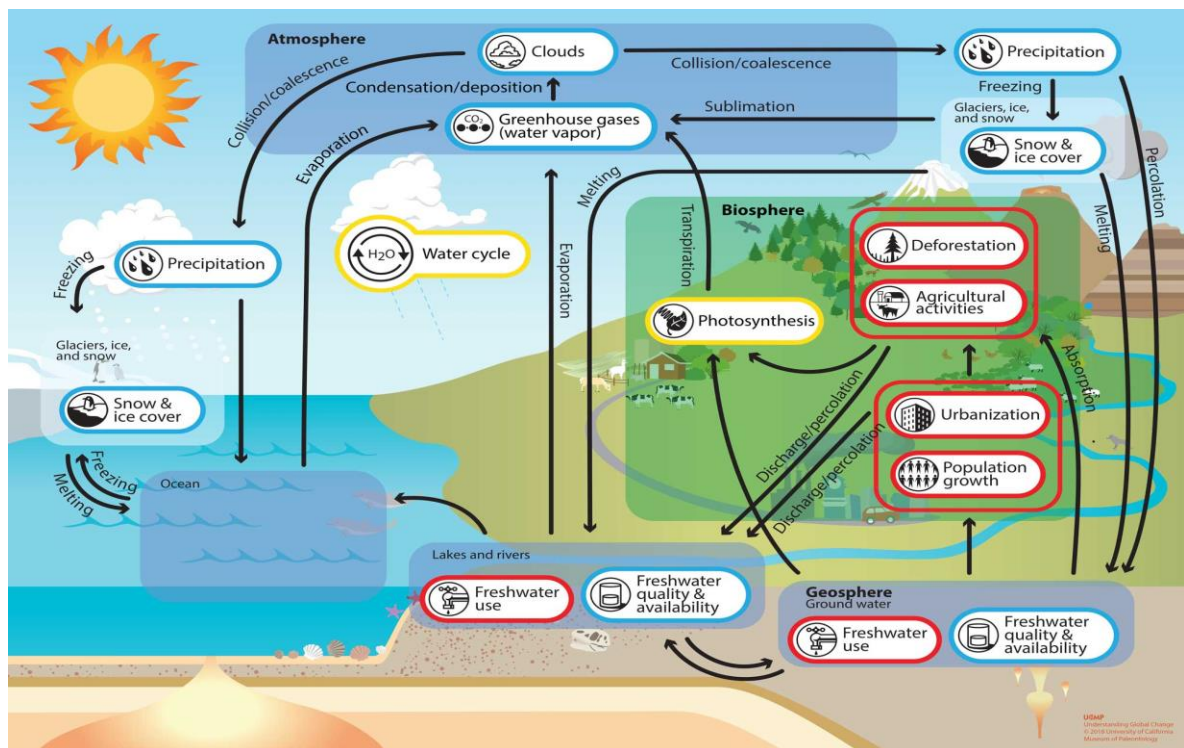 Atmosphere
Clouds
Collision/coalescence
Precipitation
Collision/coalescence
Condensation/deposition
Freezing
Greenhouse gases
(water vapor)
CO₂
Sublimation
Glaciers, ice,
and snow
Snow &
ice cover
Evaporation
Percolation
Melting
Melting
Biosphere
Transpiration
Deforestation
Agricultural
activities
Water cycle
H₂O
Precipitation
Freezing
Evaporation
Photosynthesis
Glaciers, ice,
and snow
Snow &
ice cover
Absorption
Urbanization
Population
growth
Discharge/percolation
Discharge/percolation
Freezing
Melting
Ocean
Lakes and rivers
Freshwater
use
Freshwater
quality &
availability
Geosphere
Ground water
Freshwater
use
Freshwater
quality &
availability
UCMP
Understanding Global Change
© 2018 University of California
Museum of Paleontology